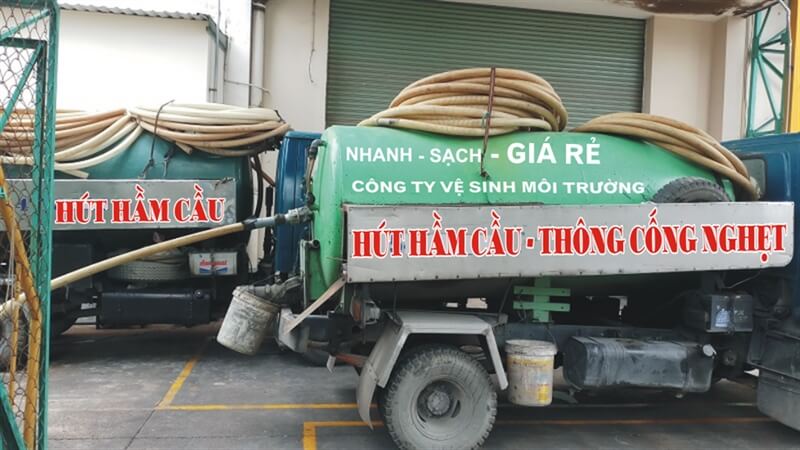 NHANH - SẠCH - GIÁ RẺ
CÔNG TY VỆ SINH MÔI TRƯỜNG
HÚT HẦM CẦU
HÚT HẦM CẦU - THÔNG CỐNG NGHẸT